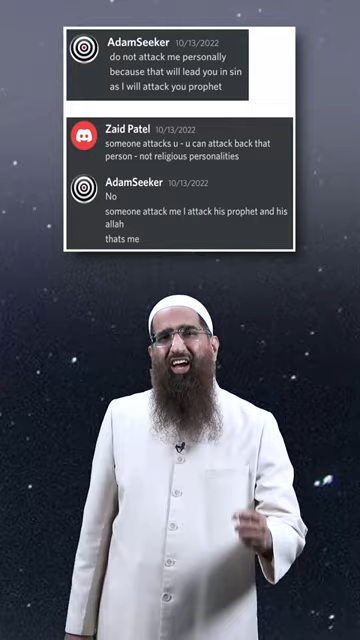 AdamSeeker 10/13/2022
do not attack me personally
because that will lead you in sin
as I will attack you prophet
Zaid Patel 10/13/2022
someone attacks u - u can attack back that
person - not religious personalities
AdamSeeker 10/13/2022
No
someone attack me I attack his prophet and his
allah
thats me